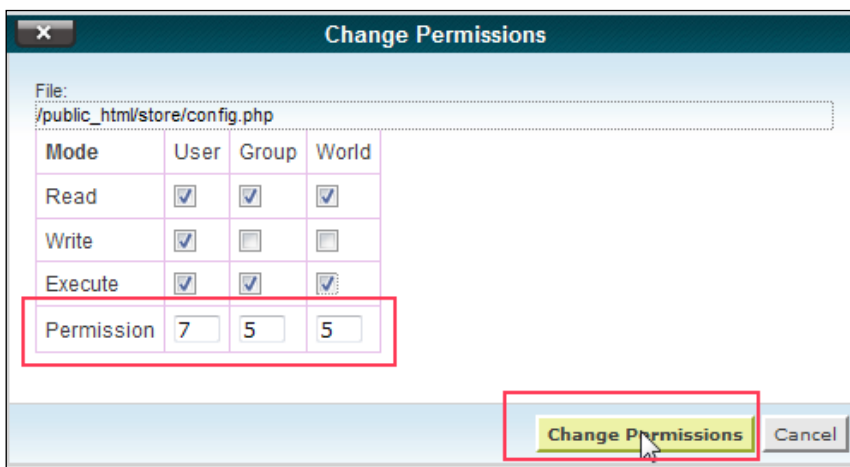 Change Permissions
File:
/public_html/store/config.php
Mode User Group World
Read
Write
Execute
Permission 7 5 5
Change Permissions Cancel